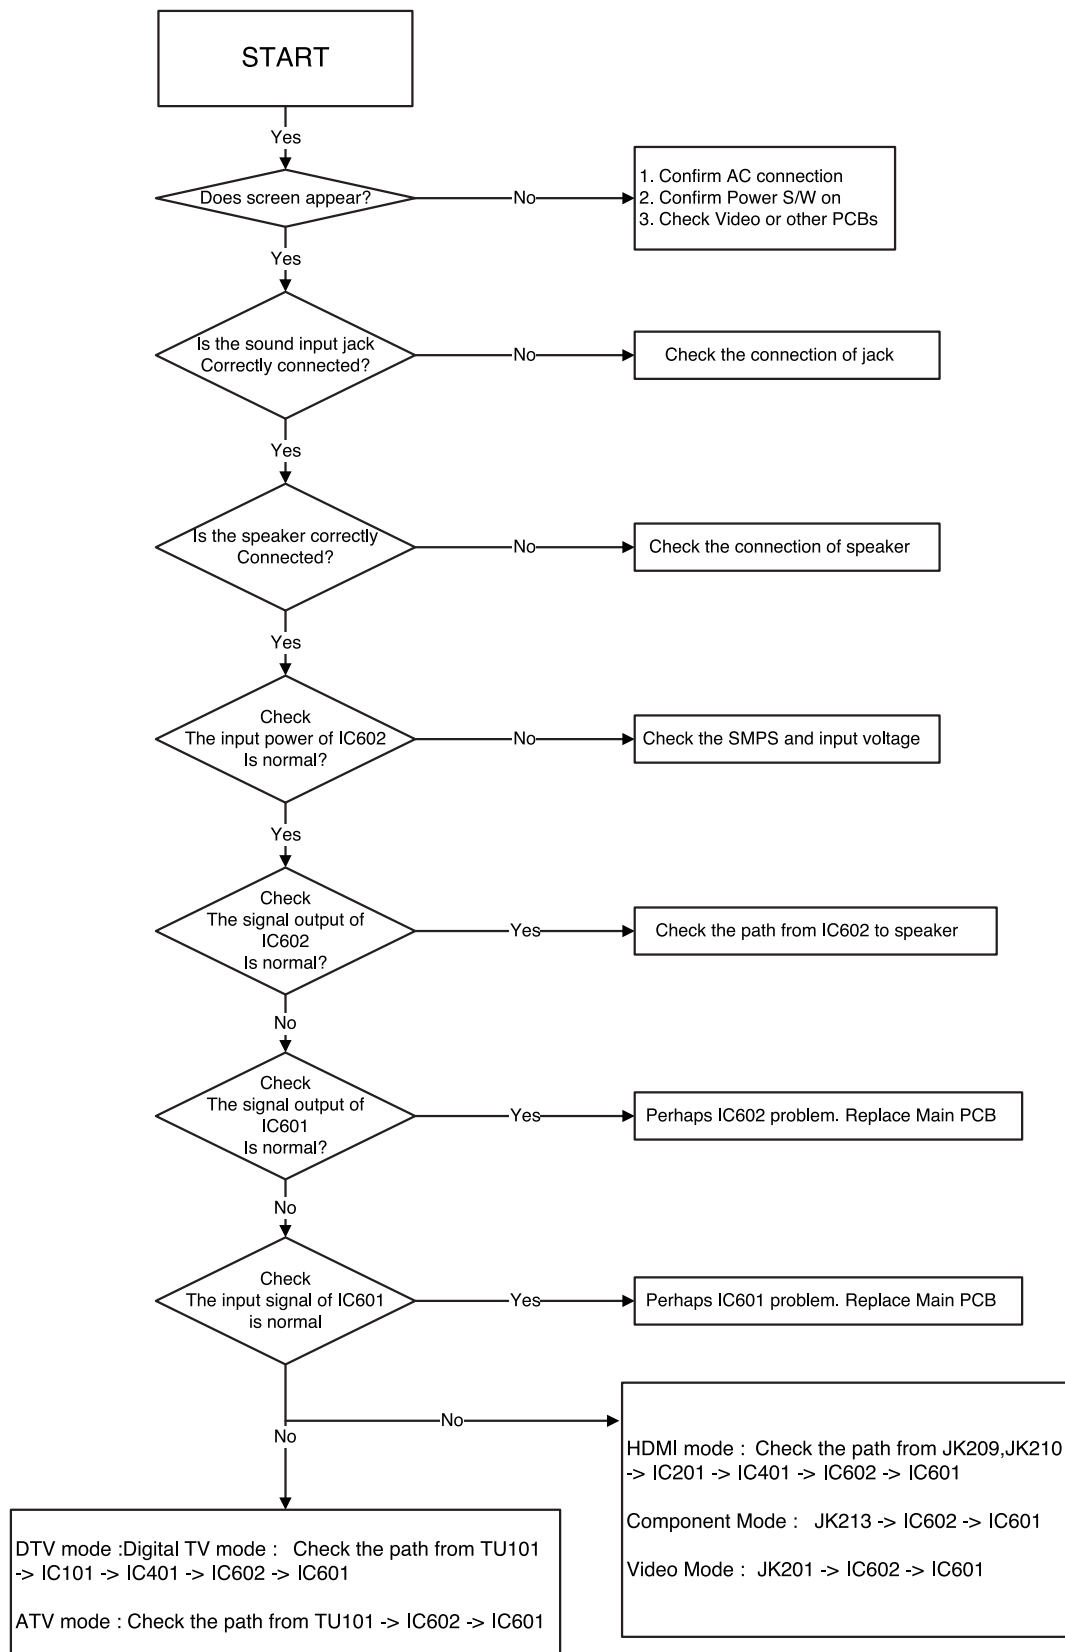 START
Yes
Does screen appear?
No
1. Confirm AC connection
2. Confirm Power S/W on
3. Check Video or other PCBs
Yes
Is the sound input jack
Correctly connected?
No
Check the connection of jack
Yes
Is the speaker correctly
Connected?
No
Check the connection of speaker
Yes
Check
The input power of IC602
Is normal?
No
Check the SMPS and input voltage
Yes
Check
The signal output of
IC602
Is normal?
Yes
Check the path from IC602 to speaker
No
Check
The signal output of
IC601
Is normal?
Yes
Perhaps IC602 problem. Replace Main PCB
No
Check
The input signal of IC601
is normal
Yes
Perhaps IC601 problem. Replace Main PCB
No
No
HDMI mode : Check the path from JK209,JK210
-> IC201 -> IC401 -> IC602 -> IC601
Component Mode : JK213 -> IC602 -> IC601
Video Mode : JK201 -> IC602 -> IC601
DTV mode :Digital TV mode : Check the path from TU101
-> IC101 -> IC401 -> IC602 -> IC601
ATV mode : Check the path from TU101 -> IC602 -> IC601